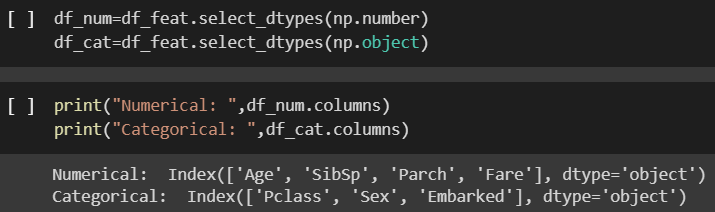 [ ] df_num=df_feat.select_dtypes(np.number)
df_cat=df_feat.select_dtypes(np.object)
[ ] print("Numerical: ",df_num.columns)
print("Categorical: ",df_cat.columns)
Numerical:  Index(['Age', 'SibSp', 'Parch', 'Fare'], dtype='object')
Categorical:  Index(['Pclass', 'Sex', 'Embarked'], dtype='object')